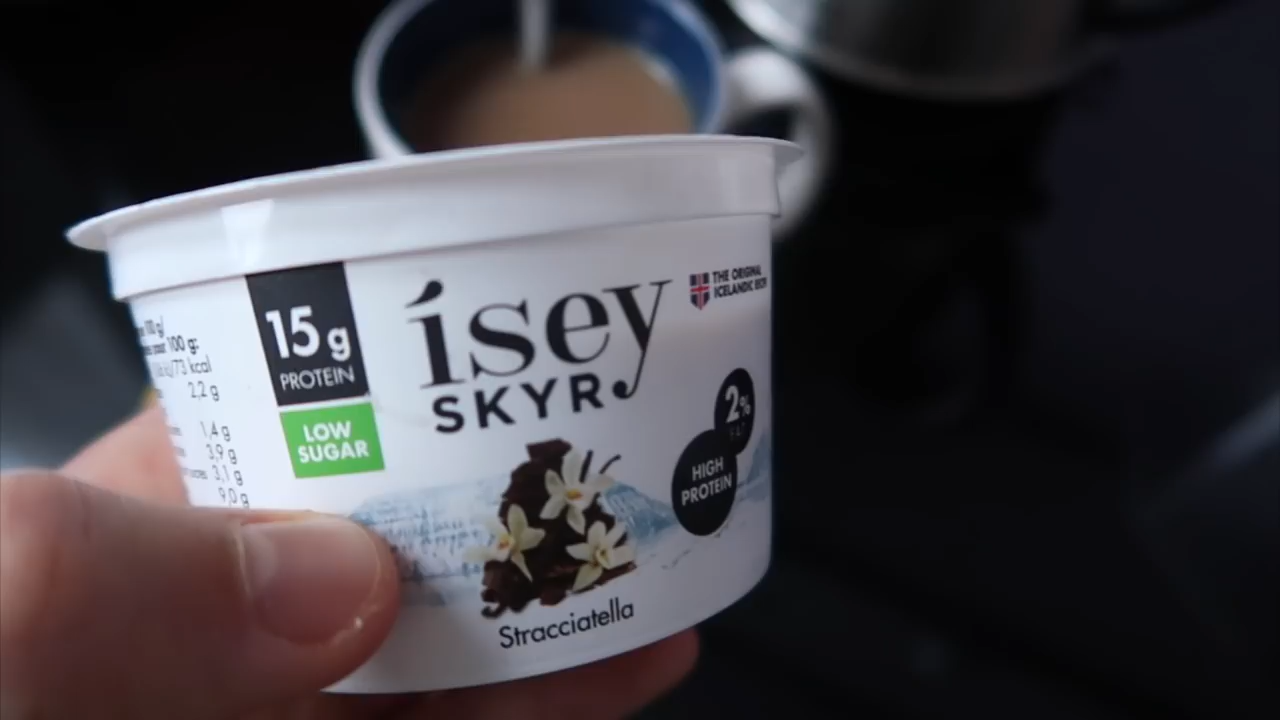 100 g:
73 kcal
2,2 g
1,4 g
3,9 g
3,1 g
9,0 g
15 g
PROTEIN
LOW
SUGAR
ísey
SKYR
THE ORIGINAL
ICELANDIC
2%
FAT
HIGH
PROTEIN
Stracciatella